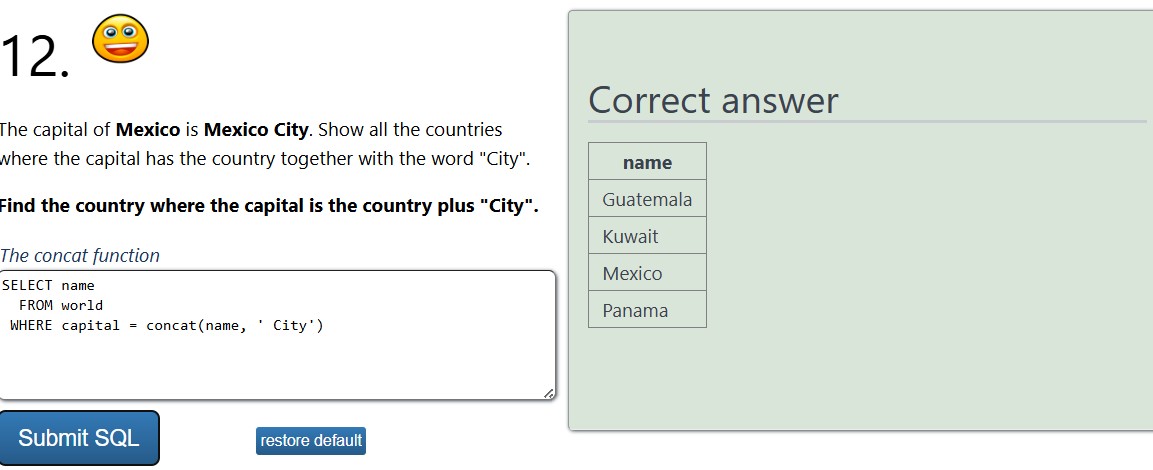 12.
The capital of Mexico is Mexico City. Show all the countries
where the capital has the country together with the word "City".
Find the country where the capital is the country plus "City".
The concat function
SELECT name
FROM world
WHERE capital = concat(name, ' City')
Submit SQL
restore default
Correct answer
name
Guatemala
Kuwait
Mexico
Panama